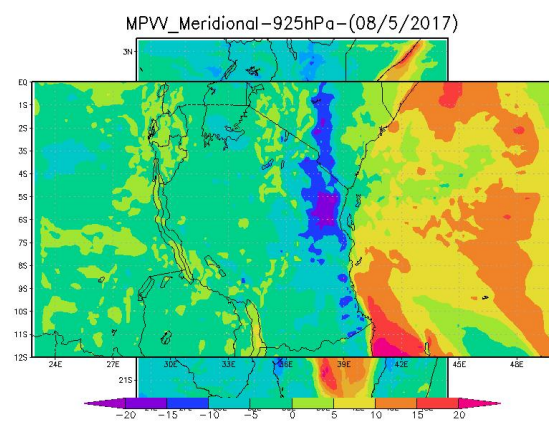 MPVV_Meridional-925hPa-(08/5/2017)
3N
EQ
1S
2S
3S
4S
5S
6S
7S
8S
9S
10S
11S
12S
24E 27E 30E 33E 36E 39E 42E 45E 48E
21S
-20 -15 -10 -5 0 5 10 15 20